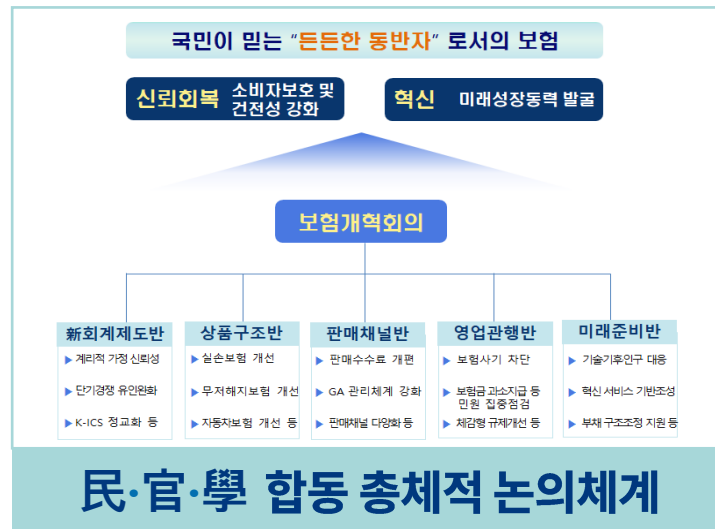 국민이 믿는 “든든한 동반자” 로서의 보험
신뢰회복 소비자보호 및
건전성 강화
혁신 미래성장동력 발굴
보험개혁회의
新회계제도반
▶ 계리적 가정 신뢰성
▶ 단기경쟁 유인완화
▶ K-ICS 정교화 등
상품구조반
▶ 실손보험 개선
▶ 무저해지보험 개선
▶ 자동차보험 개선 등
판매채널반
▶ 판매수수료 개편
▶ GA 관리체계 강화
▶ 판매채널 다양화 등
영업관행반
▶ 보험사기 차단
▶ 보험금 과소지급 등
민원 집중점검
▶ 체감형 규제개선 등
미래준비반
▶ 기술기후인구 대응
▶ 혁신 서비스 기반조성
▶ 부채 구조조정 지원 등
民·官·學 합동 총체적 논의체계